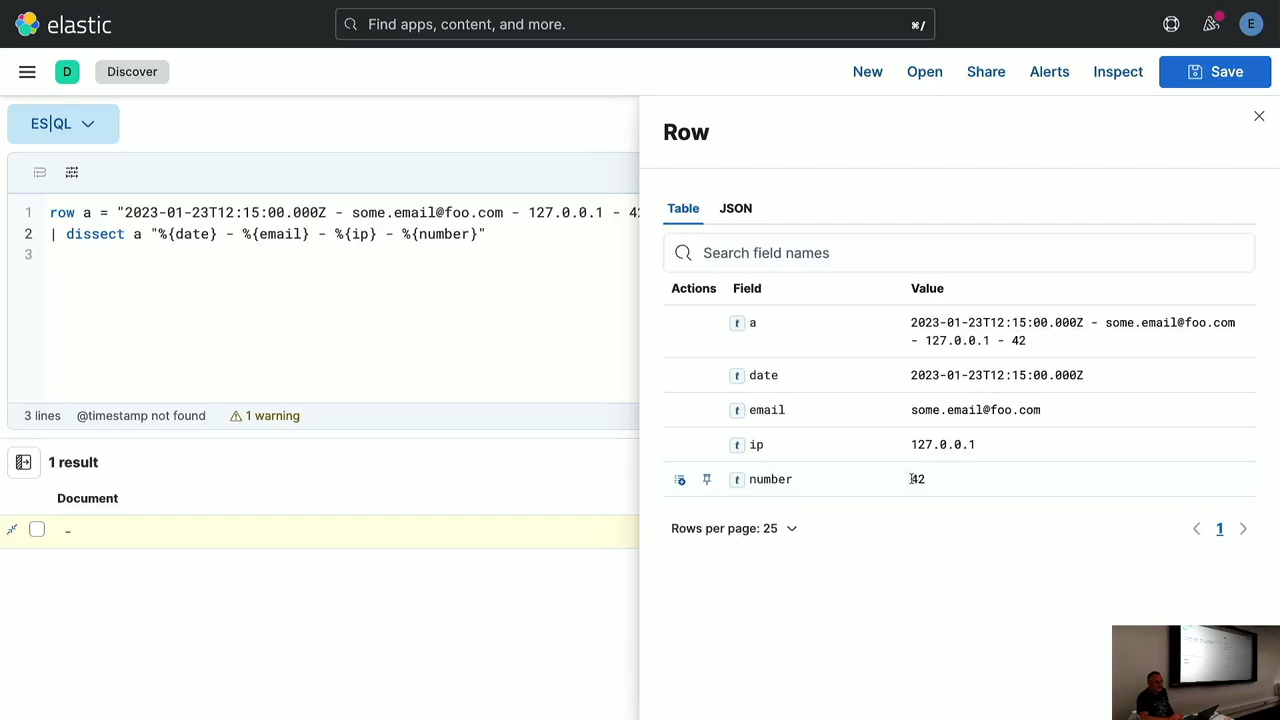 elastic
Find apps, content, and more.
⌘/
E
D
Discover
New
Open
Share
Alerts
Inspect
Save
ES|QL
1 row a = "2023-01-23T12:15:00.000Z - some.email@foo.com - 127.0.0.1 - 42
2 | dissect a "%{date} - %{email} - %{ip} - %{number}"
3
3 lines
@timestamp not found
1 warning
1 result
Document
-
Row
Table
JSON
Search field names
Actions
Field
Value
t a
2023-01-23T12:15:00.000Z - some.email@foo.com
- 127.0.0.1 - 42
t date
2023-01-23T12:15:00.000Z
t email
some.email@foo.com
t ip
127.0.0.1
t number
42
Rows per page: 25
1